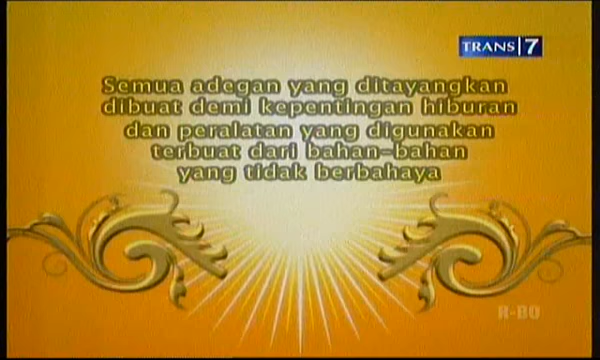 TRANS|7
Semua adegan yang ditayangkan
dibuat demi kepentingan hiburan
dan peralatan yang digunakan
terbuat dari bahan-bahan
yang tidak berbahaya
R-BO